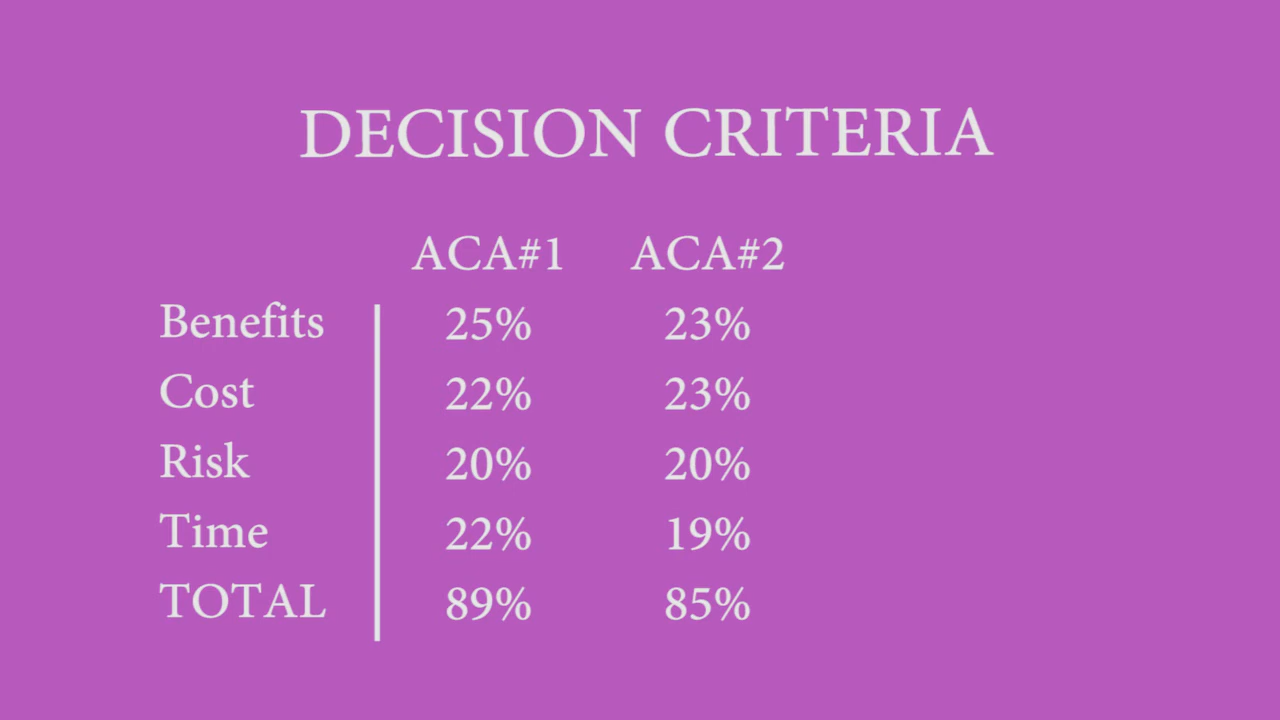 DECISION CRITERIA
ACA#1 ACA#2
Benefits 25% 23%
Cost 22% 23%
Risk 20% 20%
Time 22% 19%
TOTAL 89% 85%